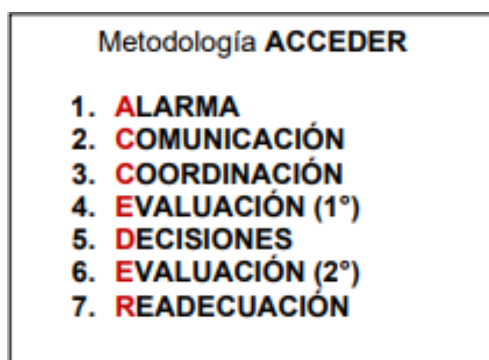 Metodología ACCEDER
1. ALARMA
2. COMUNICACIÓN
3. COORDINACIÓN
4. EVALUACIÓN (1°)
5. DECISIONES
6. EVALUACIÓN (2°)
7. READECUACIÓN